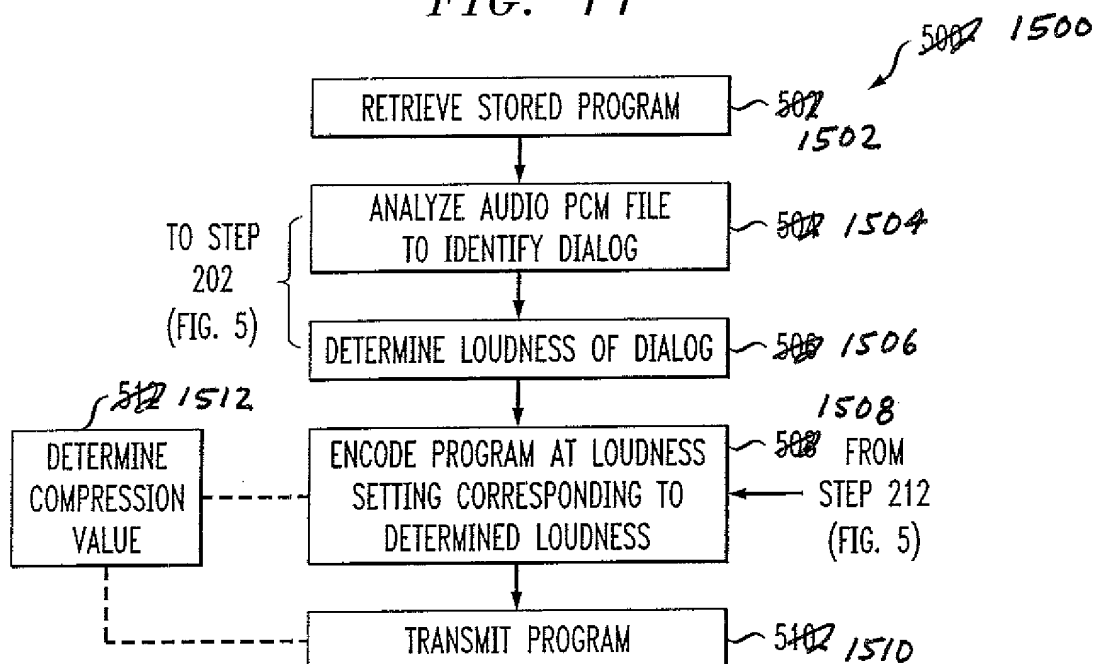 FIG. 11
500 1500
RETRIEVE STORED PROGRAM
502
1502
ANALYZE AUDIO PCM FILE
TO IDENTIFY DIALOG
504 1504
TO STEP
202
(FIG. 5)
DETERMINE LOUDNESS OF DIALOG
506 1506
512 1512
DETERMINE
COMPRESSION
VALUE
1508
508
ENCODE PROGRAM AT LOUDNESS
SETTING CORRESPONDING TO
DETERMINED LOUDNESS
FROM
STEP 212
(FIG. 5)
TRANSMIT PROGRAM
510 1510